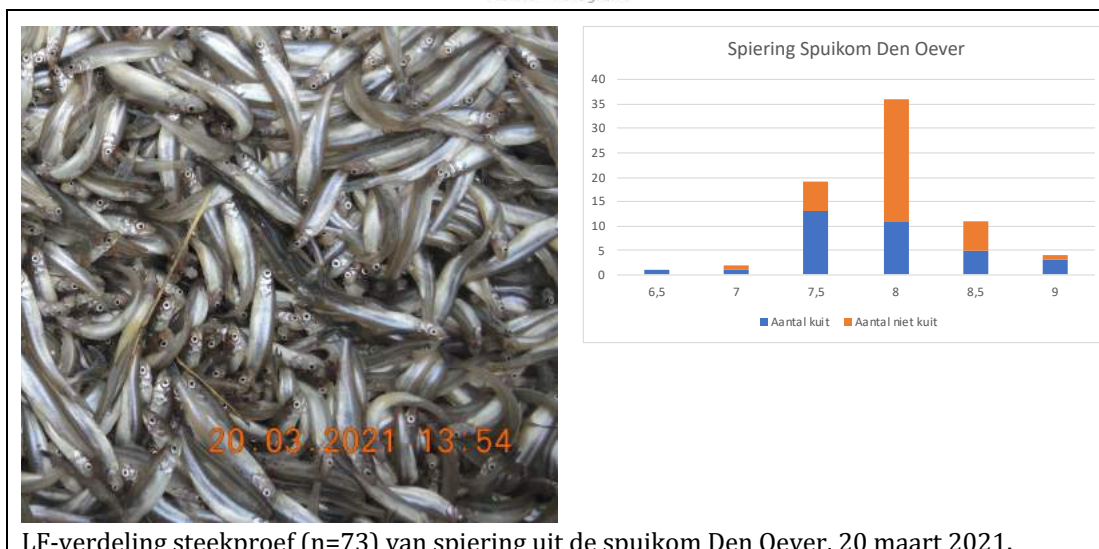 Spiering Spuikom Den Oever
40
35
30
25
20
15
10
5
0
6,5 7 7,5 8 8,5 9
Aantal kuit Aantal niet kuit
20.03.2021 13:54
LF-verdeling steekproef (n=73) van spiering uit de spuikom Den Oever, 20 maart 2021.